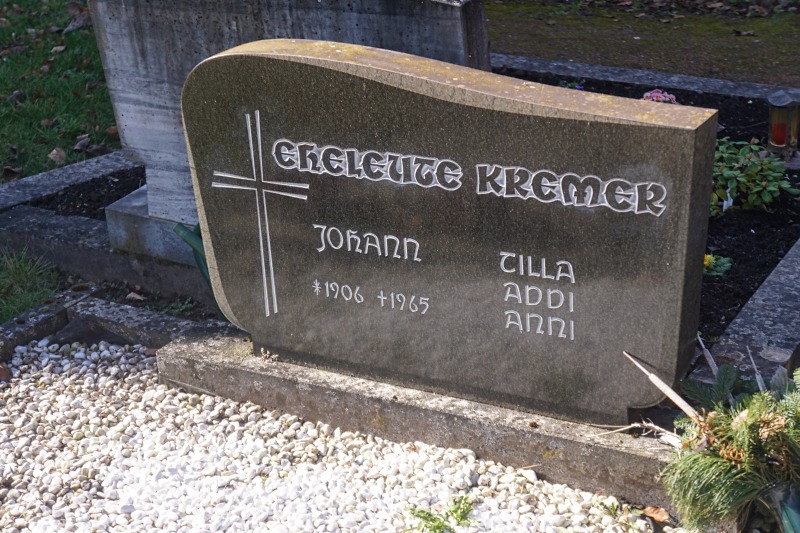 EHELEUTE KREMER
JOHANN
*1906 †1965
TILLA
ADDI
ANNI